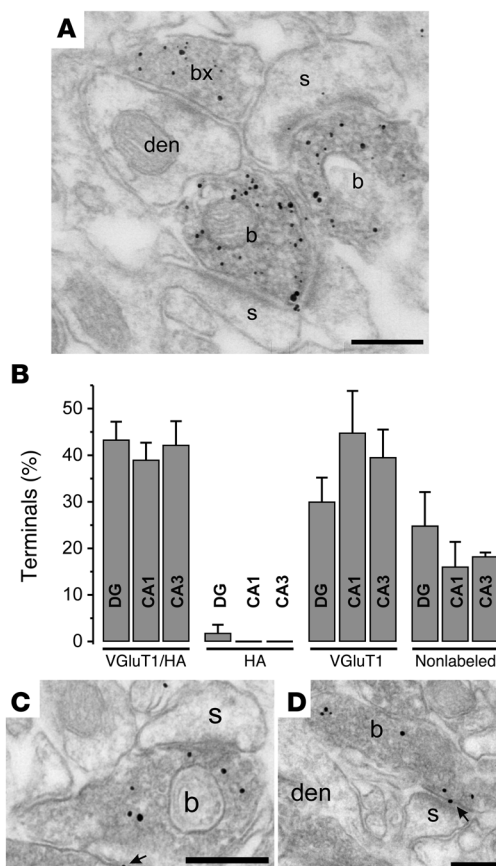 A
bx
s
den
b
b
s
B
Terminals (%)
50
40
30
20
10
0
DG CA1 CA3 DG CA1 CA3 DG CA1 CA3 DG CA1 CA3
VGluT1/HA HA VGluT1 Nonlabeled
C
s
b
D
b
den
s